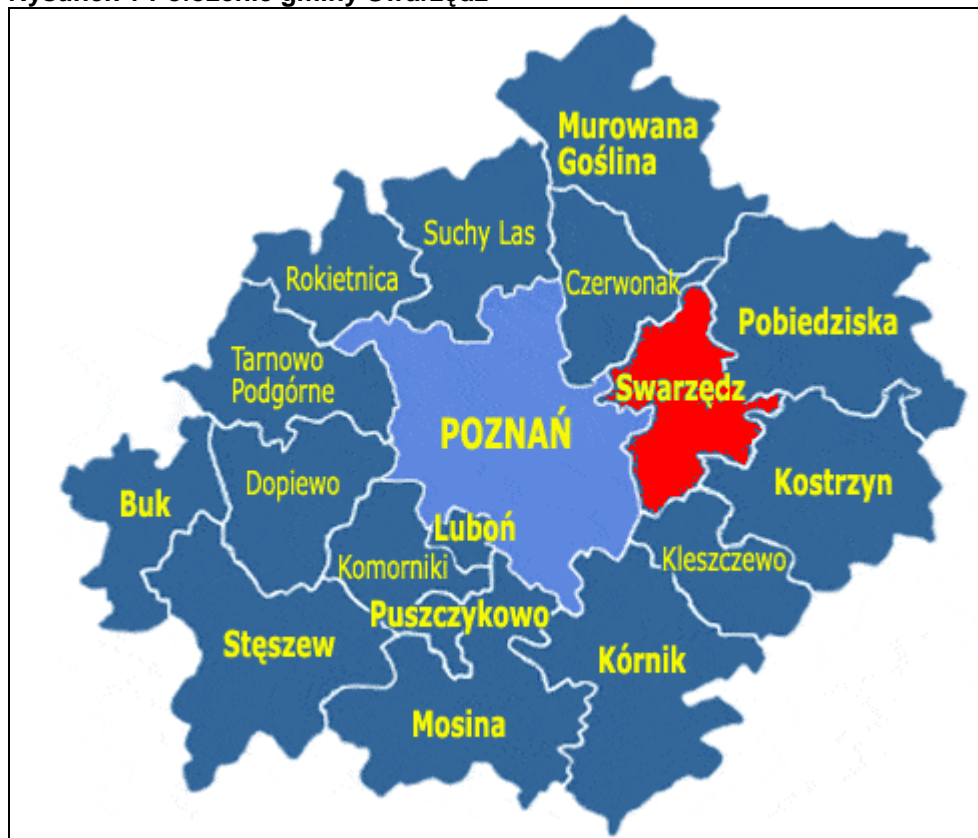 Murowana
Goślina
Suchy Las
Rokietnica
Czerwonak
Pobiedziska
Tarnowo
Podgórne
Swarzędz
POZNAŃ
Buk
Dopiewo
Kostrzyn
Luboń
Komorniki
Kleszczewo
Puszczykowo
Stęszew
Kórnik
Mosina